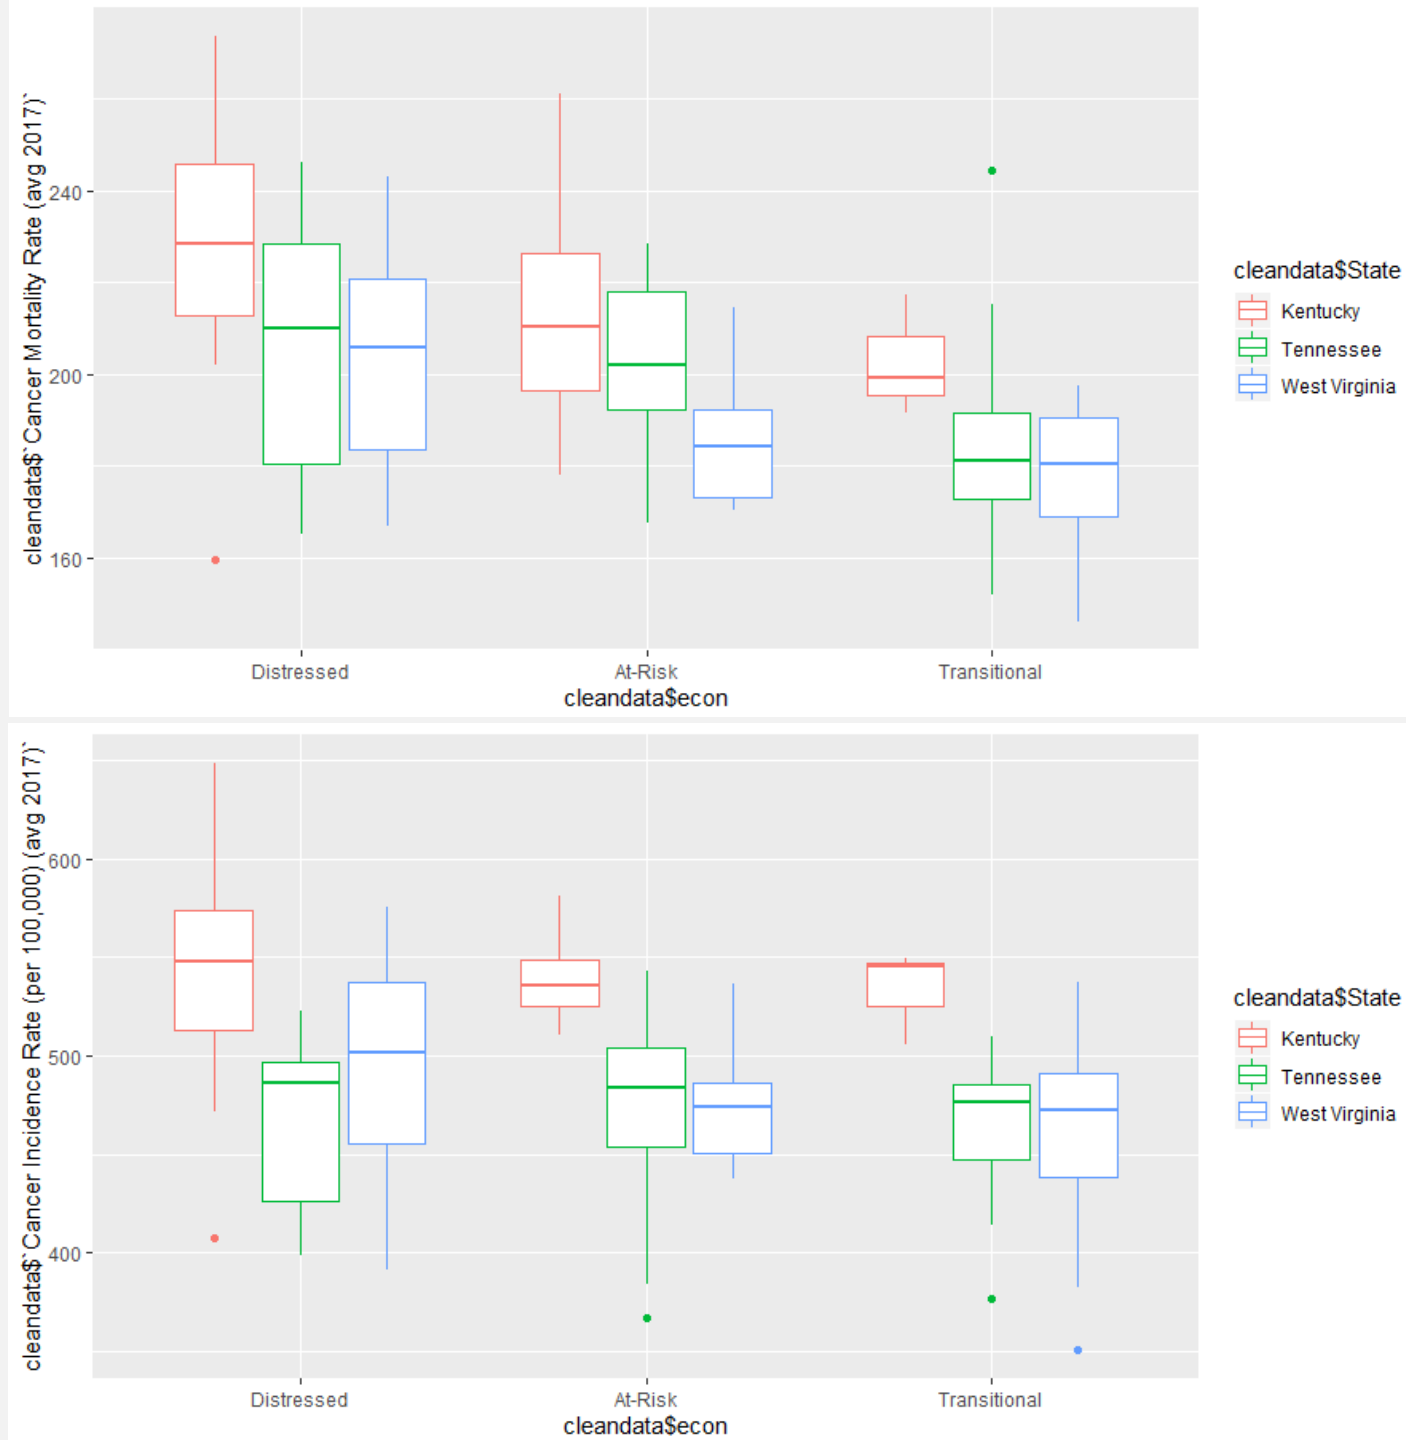 cleandata$`Cancer Mortality Rate (avg 2017)`
240
200
160
Distressed
At-Risk
Transitional
cleandata$econ
cleandata$State
Kentucky
Tennessee
West Virginia
cleandata$`Cancer Incidence Rate (per 100,000) (avg 2017)`
600
500
400
Distressed
At-Risk
Transitional
cleandata$econ
cleandata$State
Kentucky
Tennessee
West Virginia